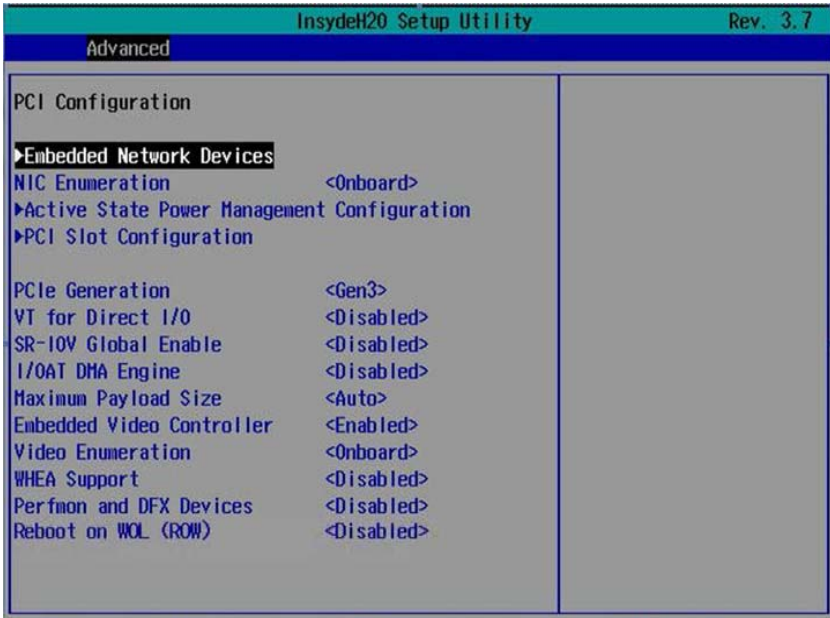 InsydeH20 Setup Utility Rev. 3.7
Advanced
PCI Configuration
▶Embedded Network Devices
NIC Enumeration <Onboard>
▶Active State Power Management Configuration
▶PCI Slot Configuration
PCIe Generation <Gen3>
VT for Direct I/O <Disabled>
SR-IOV Global Enable <Disabled>
I/OAT DMA Engine <Disabled>
Maximum Payload Size <Auto>
Embedded Video Controller <Enabled>
Video Enumeration <Onboard>
WHEA Support <Disabled>
Perfmon and DFX Devices <Disabled>
Reboot on WOL (ROW) <Disabled>